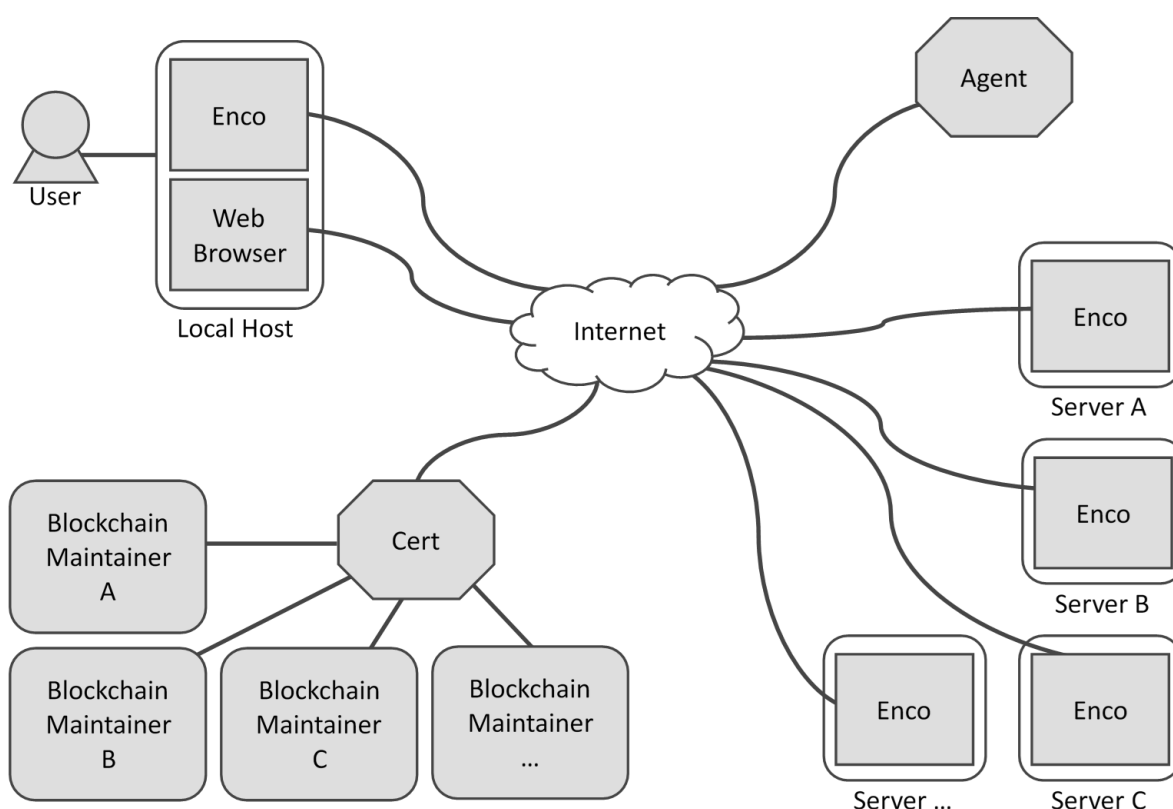 Enco
Agent
User
Web
Browser
Local Host
Internet
Enco
Server A
Enco
Server B
Blockchain
Maintainer
A
Cert
Blockchain
Maintainer
B
Blockchain
Maintainer
C
Blockchain
Maintainer
...
Enco
Server ...
Enco
Server C